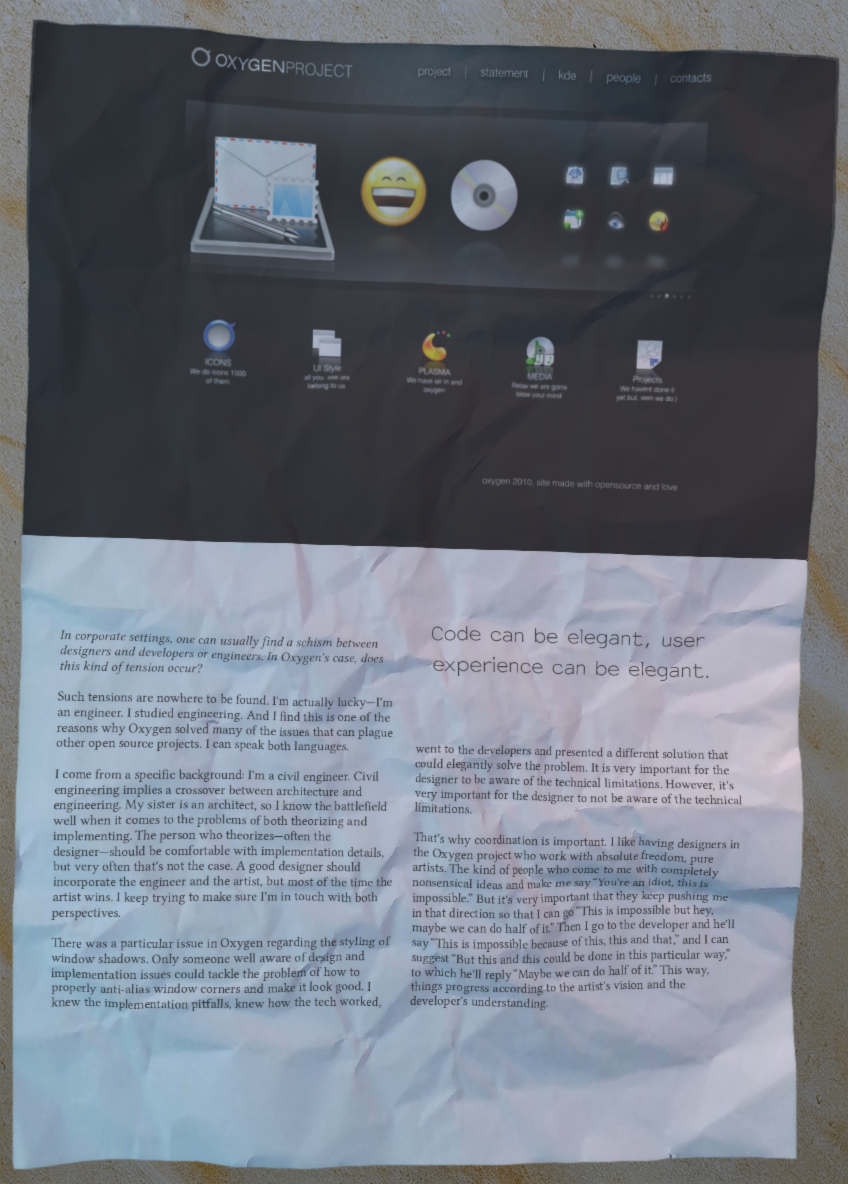 OXYGENPROJECT
project | statement | kde | people | contacts
ICONS
We do icons 1500
of them
UI Style
all you see are
belong to us
PLASMA
We have air in and
oxygen
MEDIA
Relax we are gona
blow your mind
Projects
We havent done it
yet but, wen we do )
oxygen 2010, site made with opensource and love
In corporate settings, one can usually find a schism between
designers and developers or engineers. In Oxygen's case, does
this kind of tension occur?
Such tensions are nowhere to be found. I'm actually lucky—I'm
an engineer. I studied engineering. And I find this is one of the
reasons why Oxygen solved many of the issues that can plague
other open source projects. I can speak both languages.
I come from a specific background: I'm a civil engineer. Civil
engineering implies a crossover between architecture and
engineering. My sister is an architect, so I know the battlefield
well when it comes to the problems of both theorizing and
implementing. The person who theorizes—often the
designer—should be comfortable with implementation details,
but very often that's not the case. A good designer should
incorporate the engineer and the artist, but most of the time the
artist wins. I keep trying to make sure I'm in touch with both
perspectives.
There was a particular issue in Oxygen regarding the styling of
window shadows. Only someone well aware of design and
implementation issues could tackle the problem of how to
properly anti-alias window corners and make it look good. I
knew the implementation pitfalls, knew how the tech worked,
Code can be elegant, user
experience can be elegant.
went to the developers and presented a different solution that
could elegantly solve the problem. It is very important for the
designer to be aware of the technical limitations. However, it's
very important for the designer to not be aware of the technical
limitations.
That's why coordination is important. I like having designers in
the Oxygen project who work with absolute freedom, pure
artists. The kind of people who come to me with completely
nonsensical ideas and make me say "You're an idiot, this is
impossible." But it's very important that they keep pushing me
in that direction so that I can go "This is impossible but hey,
maybe we can do half of it." Then I go to the developer and he'll
say "This is impossible because of this, this and that," and I can
suggest "But this and this could be done in this particular way,"
to which he'll reply "Maybe we can do half of it." This way,
things progress according to the artist's vision and the
developer's understanding.